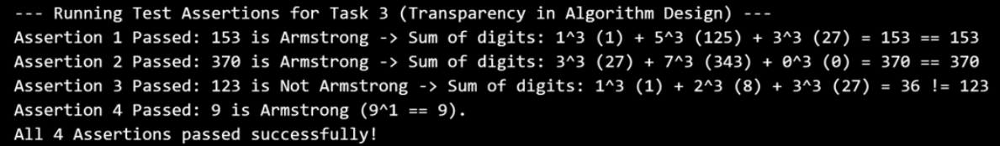 --- Running Test Assertions for Task 3 (Transparency in Algorithm Design) ---
Assertion 1 Passed: 153 is Armstrong -> Sum of digits: 1^3 (1) + 5^3 (125) + 3^3 (27) = 153 == 153
Assertion 2 Passed: 370 is Armstrong -> Sum of digits: 3^3 (27) + 7^3 (343) + 0^3 (0) = 370 == 370
Assertion 3 Passed: 123 is Not Armstrong -> Sum of digits: 1^3 (1) + 2^3 (8) + 3^3 (27) = 36 != 123
Assertion 4 Passed: 9 is Armstrong (9^1 == 9).
All 4 Assertions passed successfully!